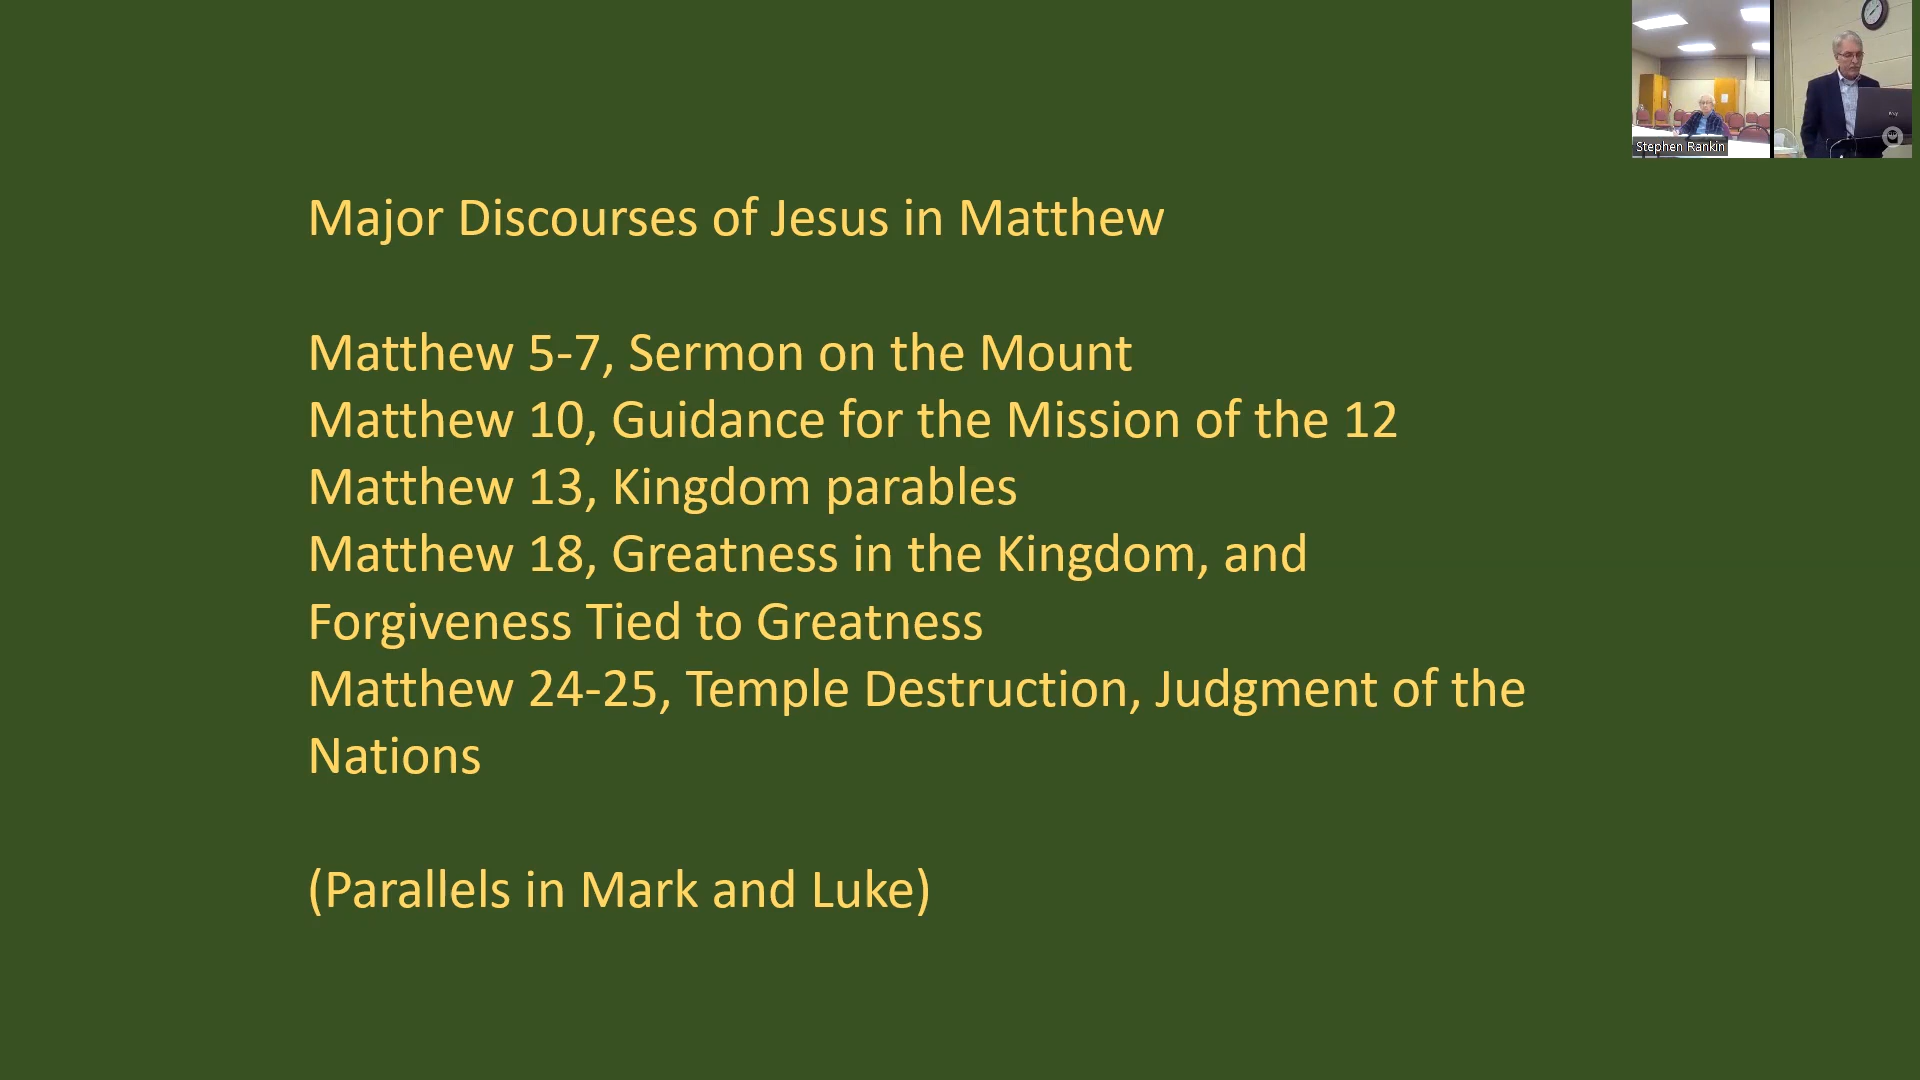 Stephen Rankin
Major Discourses of Jesus in Matthew
Matthew 5-7, Sermon on the Mount
Matthew 10, Guidance for the Mission of the 12
Matthew 13, Kingdom parables
Matthew 18, Greatness in the Kingdom, and
Forgiveness Tied to Greatness
Matthew 24-25, Temple Destruction, Judgment of the
Nations
(Parallels in Mark and Luke)